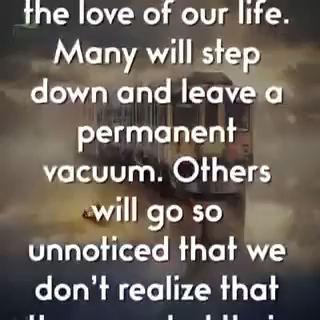 the love of our life.
Many will step
down and leave a
permanent
vacuum. Others
will go so
unnoticed that we
don't realize that